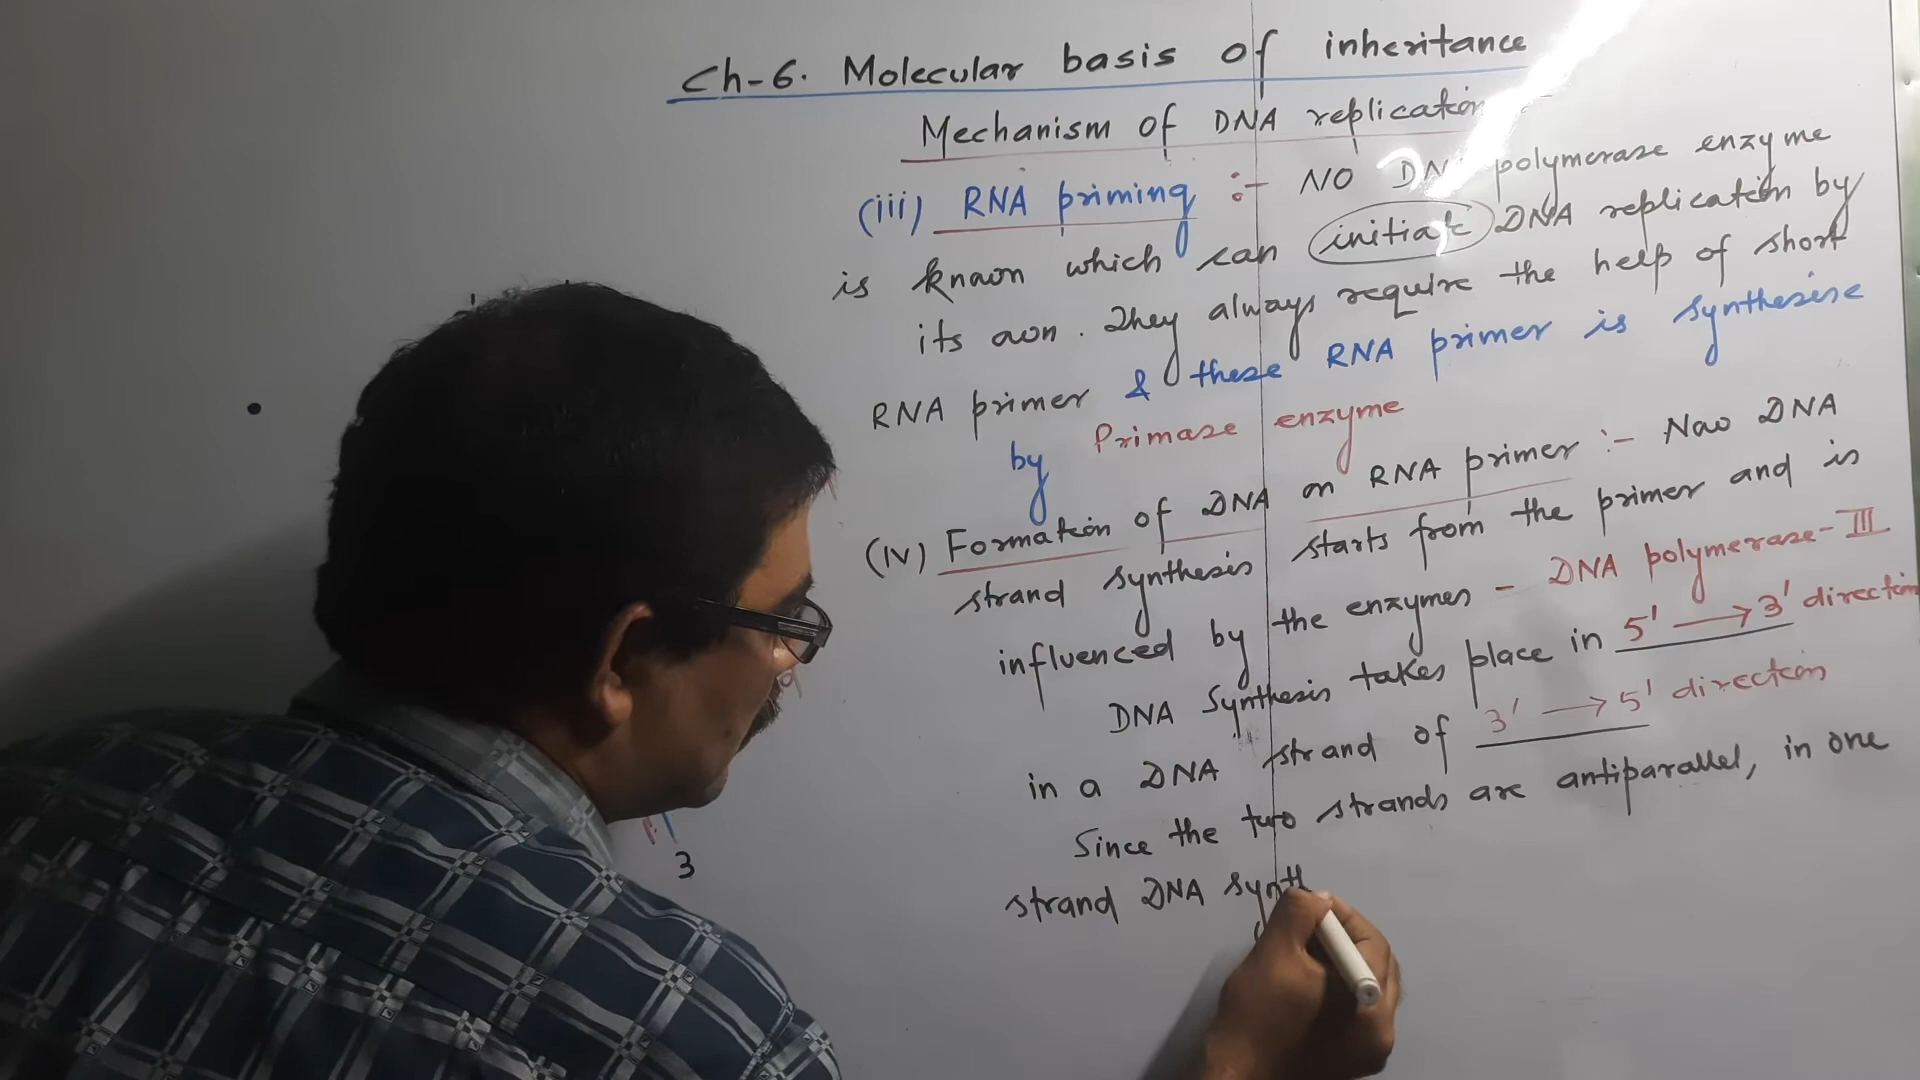 Ch-6. Molecular basis of inheritance
Mechanism of DNA replication
(iii) RNA priming :- NO DNA polymerase enzyme
is known which can initiate DNA replication by
its own. They always require the help of short
RNA primer & these RNA primer is synthesise
by Primase enzyme
(iv) Formation of DNA on RNA primer :- Now DNA
strand synthesis starts from the primer and is
influenced by the enzymes - DNA polymerase-III
DNA synthesis takes place in 5' → 3' direction
in a DNA strand of 3' → 5' direction
Since the two strands are antiparallel, in one
strand DNA synth
3